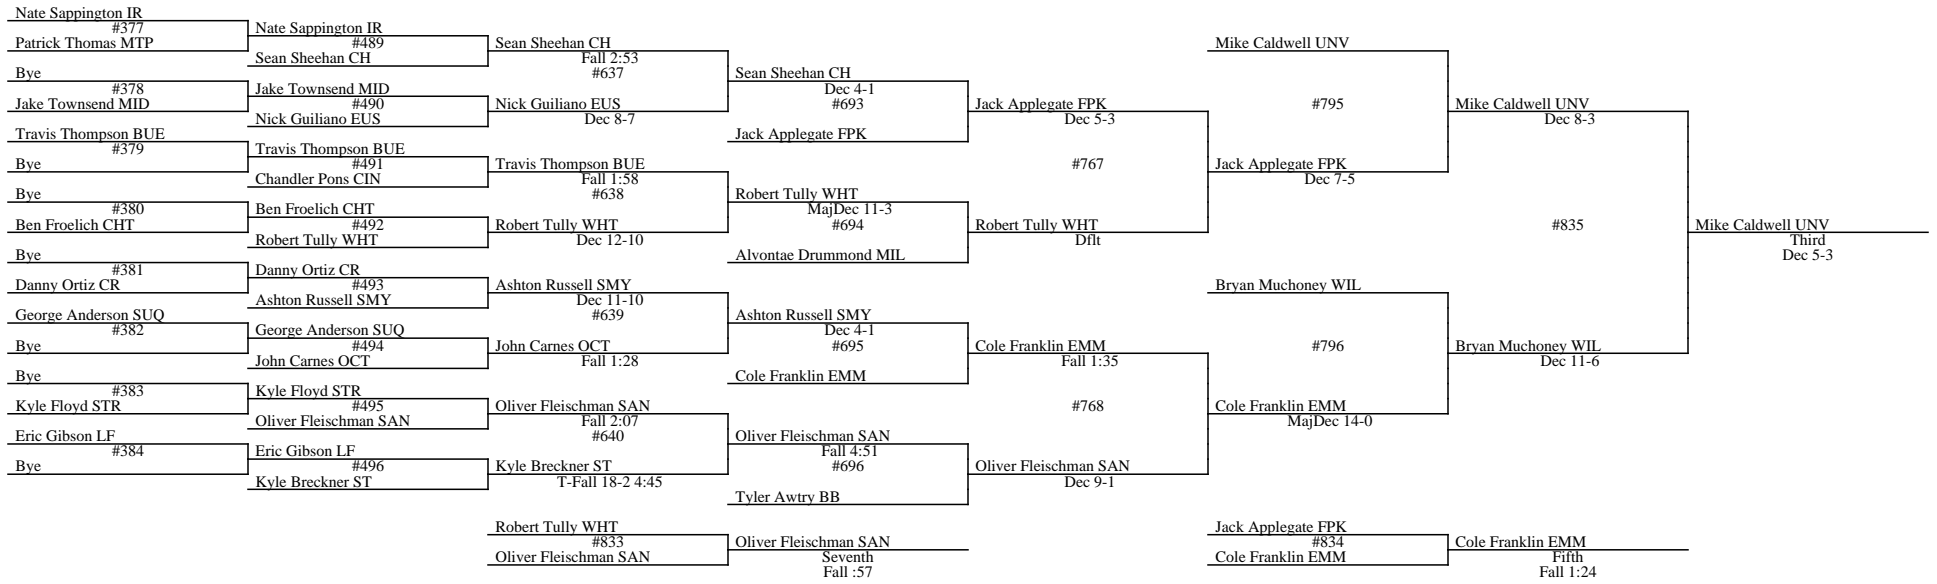 Nate Sappington IR
#377
Patrick Thomas MTP
Bye
#378
Jake Townsend MID
Travis Thompson BUE
#379
Bye
Bye
#380
Ben Froelich CHT
Bye
#381
Danny Ortiz CR
George Anderson SUQ
#382
Bye
Bye
#383
Kyle Floyd STR
Eric Gibson LF
#384
Bye
Nate Sappington IR
#489
Sean Sheehan CH
Jake Townsend MID
#490
Nick Guiliano EUS
Travis Thompson BUE
#491
Chandler Pons CIN
Ben Froelich CHT
#492
Robert Tully WHT
Danny Ortiz CR
#493
Ashton Russell SMY
George Anderson SUQ
#494
John Carnes OCT
Kyle Floyd STR
#495
Oliver Fleischman SAN
Eric Gibson LF
#496
Kyle Breckner ST
Sean Sheehan CH
Fall 2:53
#637
Nick Guiliano EUS
Dec 8-7
Travis Thompson BUE
Fall 1:58
#638
Robert Tully WHT
Dec 12-10
Ashton Russell SMY
Dec 11-10
#639
John Carnes OCT
Fall 1:28
Oliver Fleischman SAN
Fall 2:07
#640
Kyle Breckner ST
T-Fall 18-2 4:45
Sean Sheehan CH
Dec 4-1
#693
Jack Applegate FPK
Robert Tully WHT
MajDec 11-3
#694
Alvontae Drummond MIL
Ashton Russell SMY
Dec 4-1
#695
Cole Franklin EMM
Oliver Fleischman SAN
Fall 4:51
#696
Tyler Awtry BB
Jack Applegate FPK
Dec 5-3
#767
Robert Tully WHT
Dflt
Cole Franklin EMM
Fall 1:35
#768
Oliver Fleischman SAN
Dec 9-1
Mike Caldwell UNV
#795
Jack Applegate FPK
Dec 7-5
Bryan Muchoney WIL
#796
Cole Franklin EMM
MajDec 14-0
Mike Caldwell UNV
Dec 8-3
#835
Bryan Muchoney WIL
Dec 11-6
Mike Caldwell UNV
Third
Dec 5-3
Robert Tully WHT
#833
Oliver Fleischman SAN
Oliver Fleischman SAN
Seventh
Fall :57
Jack Applegate FPK
#834
Cole Franklin EMM
Cole Franklin EMM
Fifth
Fall 1:24